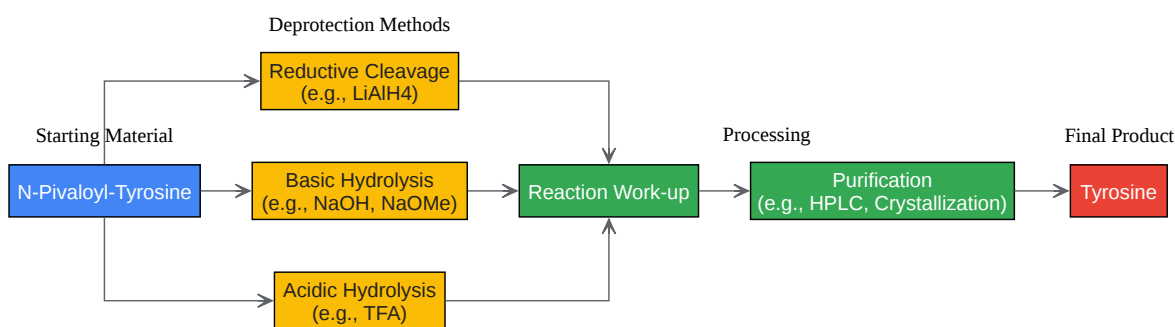 Deprotection Methods
Reductive Cleavage
(e.g., LiAlH4)
Starting Material
Processing
Final Product
N-Pivaloyl-Tyrosine
Basic Hydrolysis
(e.g., NaOH, NaOMe)
Reaction Work-up
Purification
(e.g., HPLC, Crystallization)
Tyrosine
Acidic Hydrolysis
(e.g., TFA)